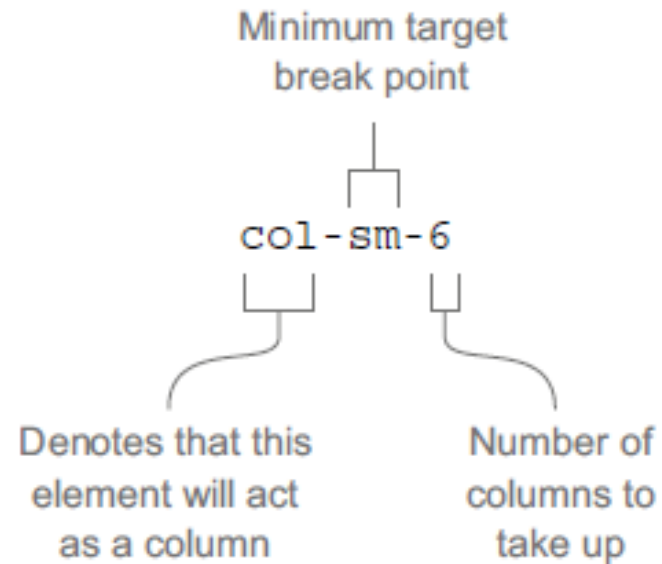 Minimum target
break point
col-sm-6
Denotes that this
element will act
as a column
Number of
columns to
take up